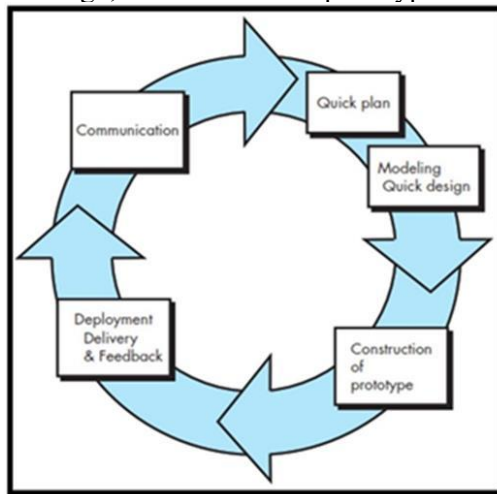 Communication
Quick plan
Modeling
Quick design
Construction
of
prototype
Deployment
Delivery
& Feedback